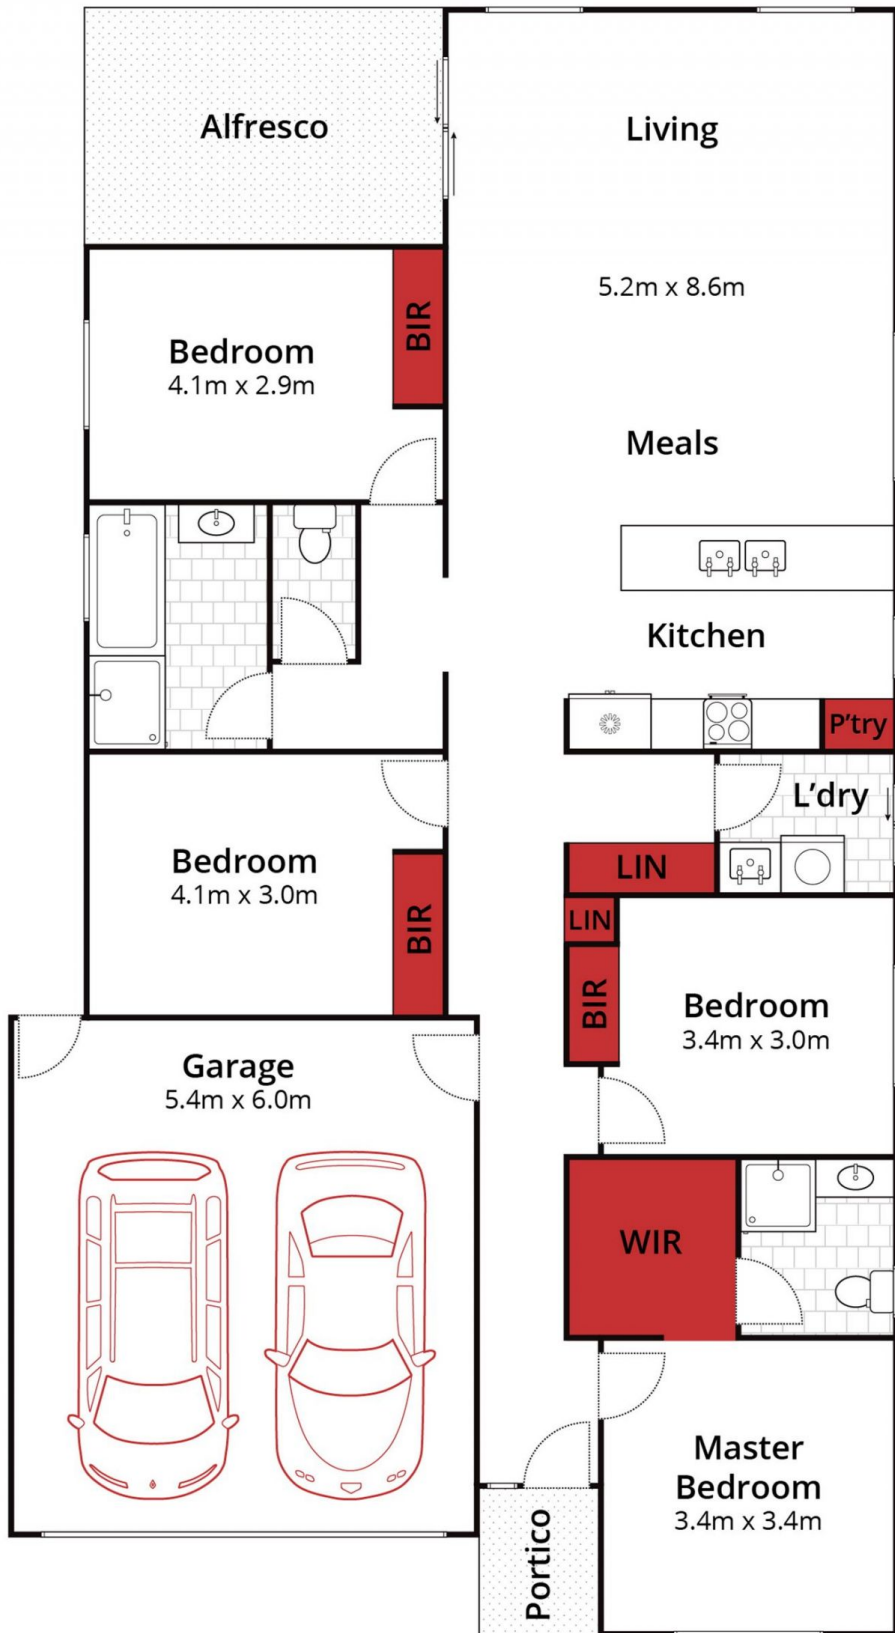 Alfresco
Living
5.2m x 8.6m
BIR
Bedroom
4.1m x 2.9m
Meals
Kitchen
P'try
L'dry
Bedroom
4.1m x 3.0m
BIR
LIN
LIN
BIR
Bedroom
3.4m x 3.0m
Garage
5.4m x 6.0m
WIR
Master
Bedroom
3.4m x 3.4m
Portico